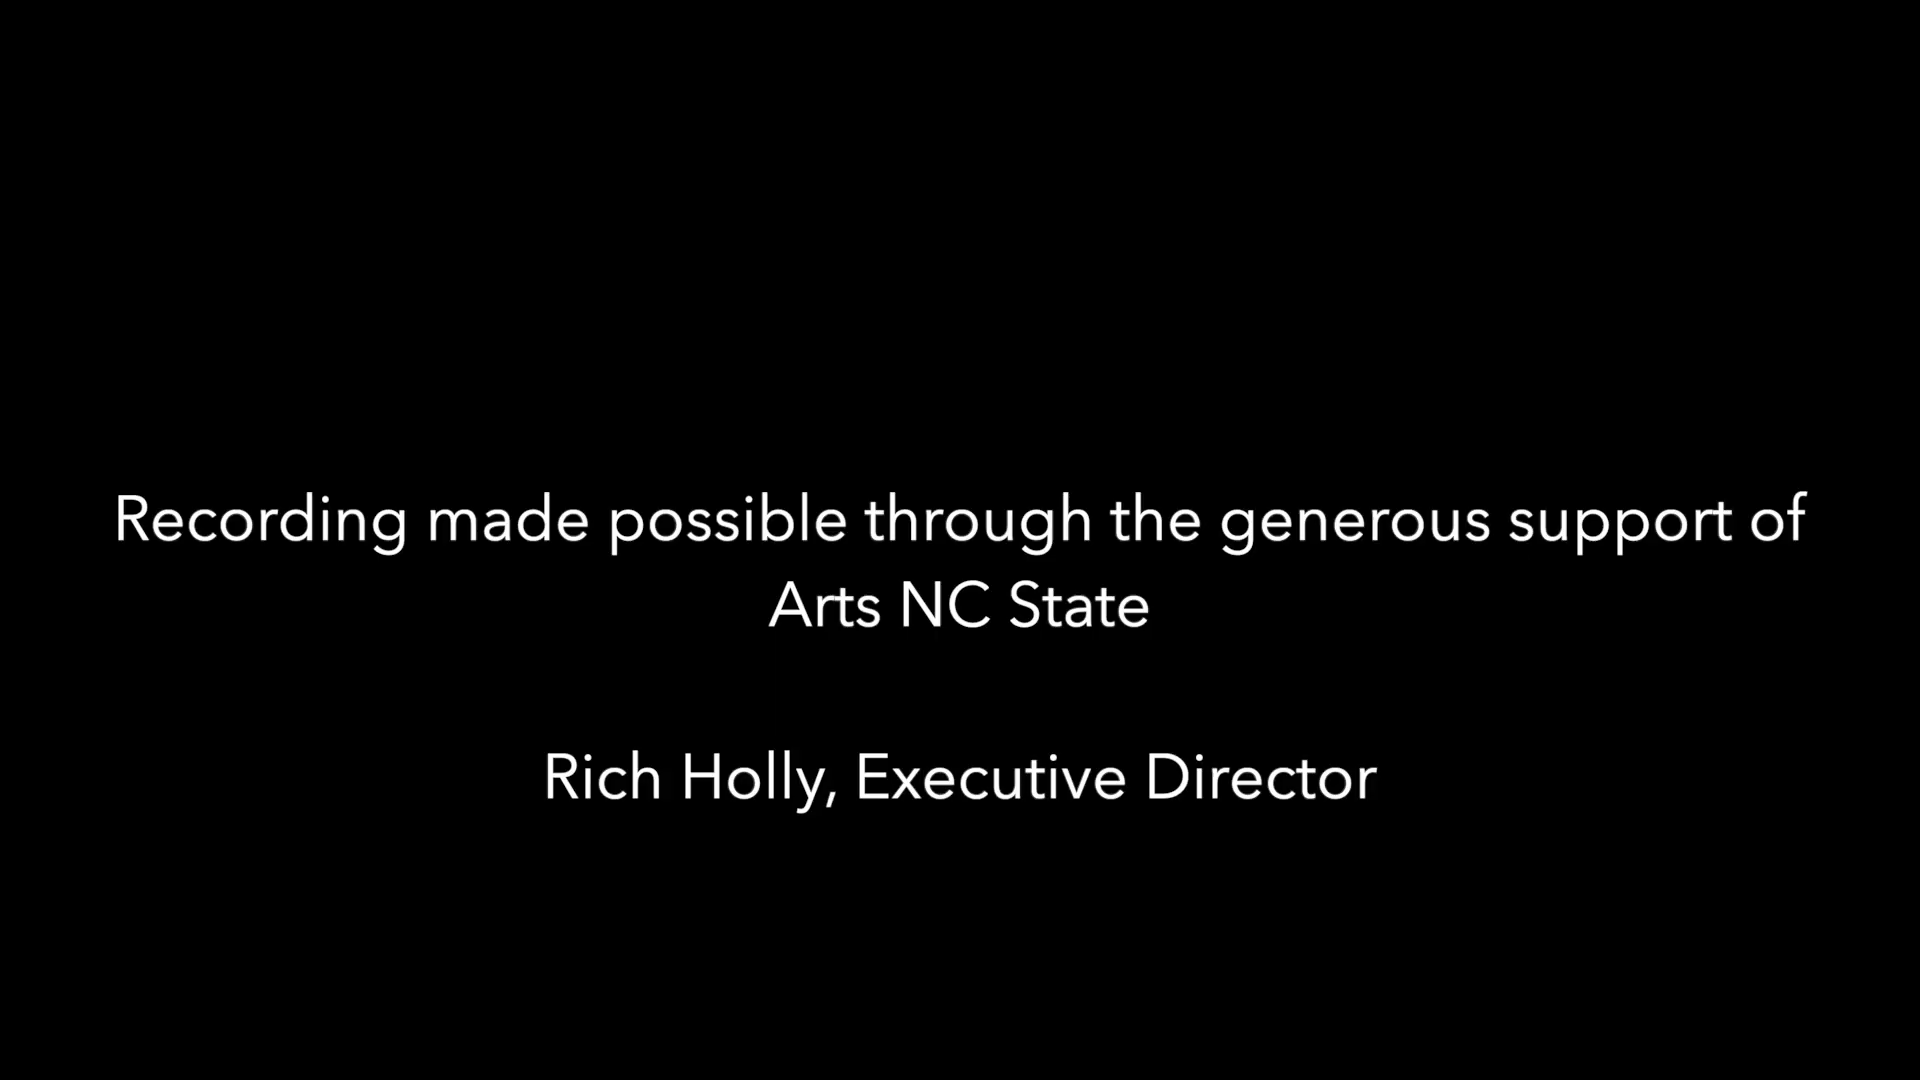 Recording made possible through the generous support of
Arts NC State
Rich Holly, Executive Director